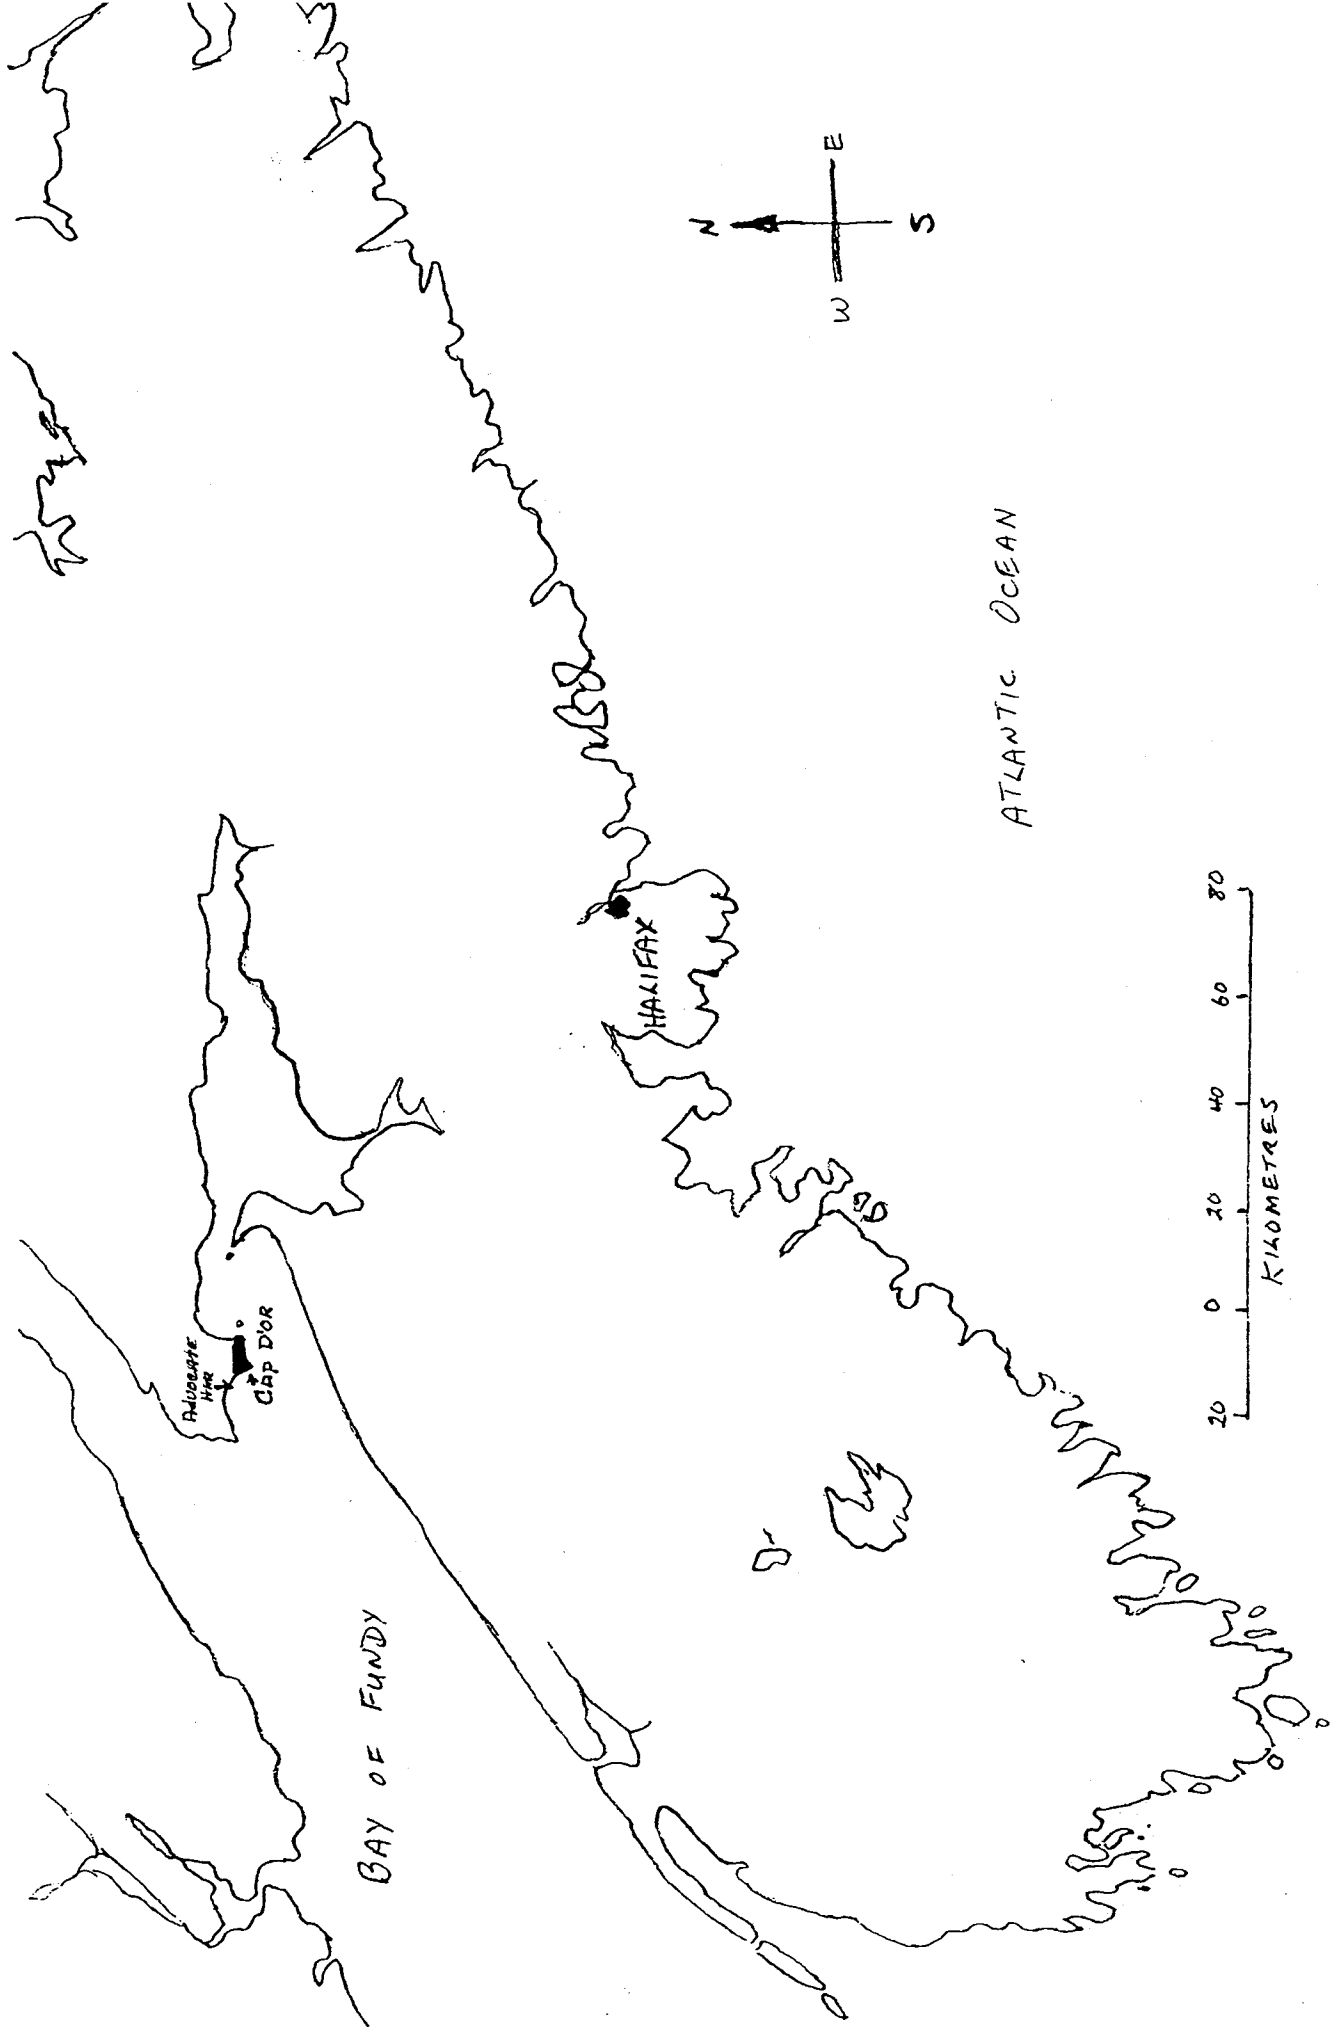 ADVOCATE
HBR
CAP D'OR
BAY OF FUNDY
HALIFAX
N
W
E
S
ATLANTIC OCEAN
20 0 20 40 60 80
KILOMETRES